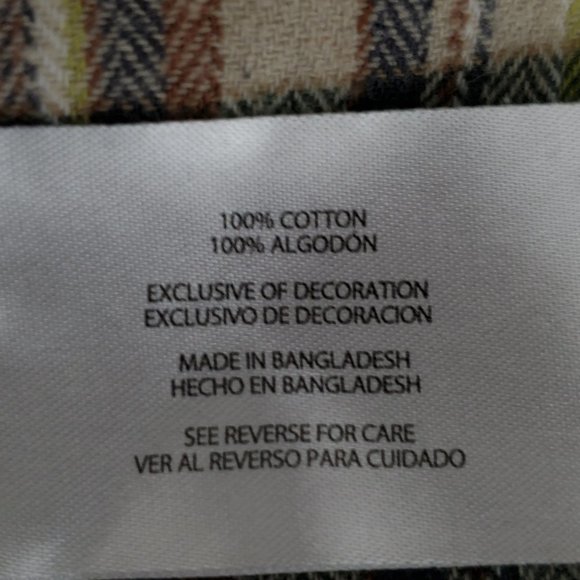 100% COTTON
100% ALGODÓN
EXCLUSIVE OF DECORATION
EXCLUSIVO DE DECORACION
MADE IN BANGLADESH
HECHO EN BANGLADESH
SEE REVERSE FOR CARE
VER AL REVERSO PARA CUIDADO